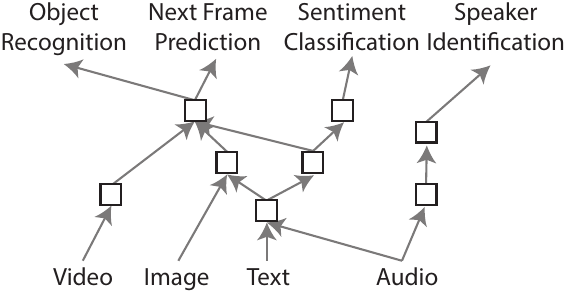 Object Next Frame Sentiment Speaker
Recognition Prediction Classification Identification
Video Image Text Audio